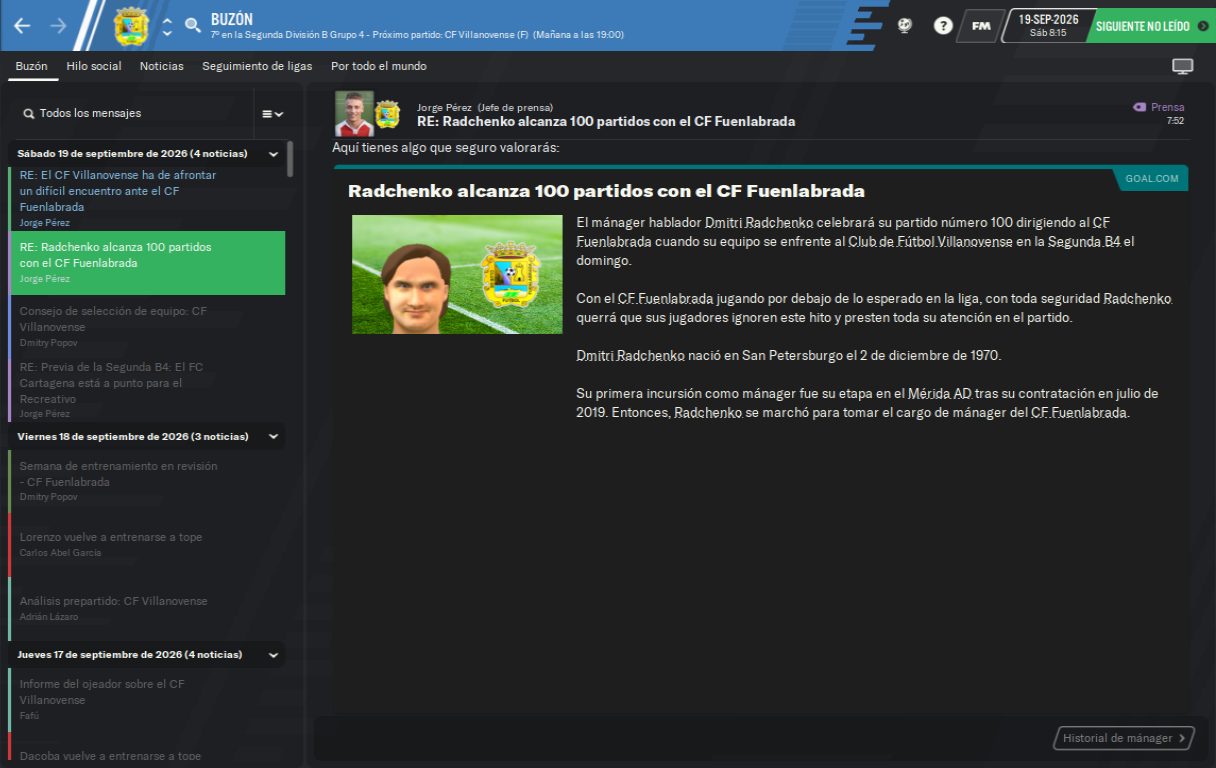 BUZÓN
7º en la Segunda División B Grupo 4 - Próximo partido: CF Villanovense (F) (Mañana a las 19:00)
?
FM
19-SEP-2026
Sáb 8:15
SIGUIENTE NO LEÍDO
Buzón Hilo social Noticias Seguimiento de ligas Por todo el mundo
Todos los mensajes
Sábado 19 de septiembre de 2026 (4 noticias)
RE: El CF Villanovense ha de afrontar
un difícil encuentro ante el CF
Fuenlabrada
Jorge Pérez
RE: Radchenko alcanza 100 partidos
con el CF Fuenlabrada
Jorge Pérez
Consejo de selección de equipo: CF
Villanovense
Dmitry Popov
RE: Previa de la Segunda B4: El FC
Cartagena está a punto para el
Recreativo
Jorge Pérez
Viernes 18 de septiembre de 2026 (3 noticias)
Semana de entrenamiento en revisión
- CF Fuenlabrada
Dmitry Popov
Lorenzo vuelve a entrenarse a tope
Carlos Abel García
Análisis prepartido: CF Villanovense
Adrián Lázaro
Jueves 17 de septiembre de 2026 (4 noticias)
Informe del ojeador sobre el CF
Villanovense
Fafú
Dacoba vuelve a entrenarse a tope
Jorge Pérez (Jefe de prensa)
RE: Radchenko alcanza 100 partidos con el CF Fuenlabrada
Prensa
7:52
Aquí tienes algo que seguro valorarás:
GOAL.COM
Radchenko alcanza 100 partidos con el CF Fuenlabrada
El mánager hablador Dmitri Radchenko celebrará su partido número 100 dirigiendo al CF
Fuenlabrada cuando su equipo se enfrente al Club de Fútbol Villanovense en la Segunda B4 el
domingo.
Con el CF Fuenlabrada jugando por debajo de lo esperado en la liga, con toda seguridad Radchenko
querrá que sus jugadores ignoren este hito y presten toda su atención en el partido.
Dmitri Radchenko nació en San Petersburgo el 2 de diciembre de 1970.
Su primera incursión como mánager fue su etapa en el Mérida AD tras su contratación en julio de
2019. Entonces, Radchenko se marchó para tomar el cargo de mánager del CF Fuenlabrada.
Historial de mánager